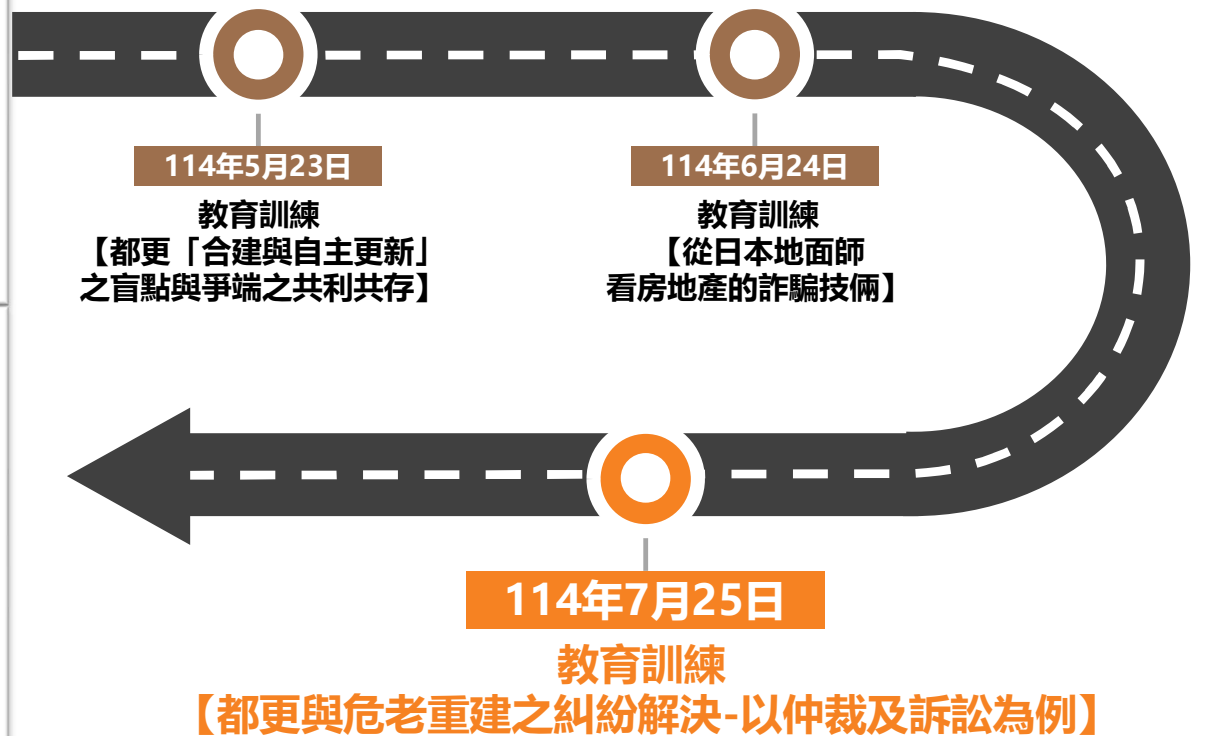 114年5月23日
教育訓練
【都更「合建與自主更新」
之盲點與爭端之共利共存】
114年6月24日
教育訓練
【從日本地面師
看房地產的詐騙技倆】
114年7月25日
教育訓練
【都更與危老重建之糾紛解決-以仲裁及訴訟為例】